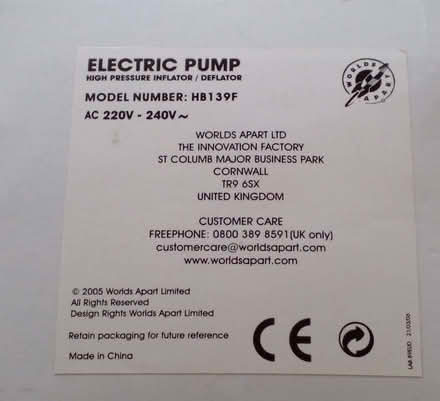 ELECTRIC PUMP
HIGH PRESSURE INFLATOR / DEFLATOR
MODEL NUMBER: HB139F
AC 220V - 240V~
WORLDS APART
WORLDS APART LTD
THE INNOVATION FACTORY
ST COLUMB MAJOR BUSINESS PARK
CORNWALL
TR9 6SX
UNITED KINGDOM
CUSTOMER CARE
FREEPHONE: 0800 389 8591(UK only)
customercare@worldsapart.com
www.worldsapart.com
© 2005 Worlds Apart Limited
All Rights Reserved
Design Rights Worlds Apart Limited
Retain packaging for future reference
Made in China
CE